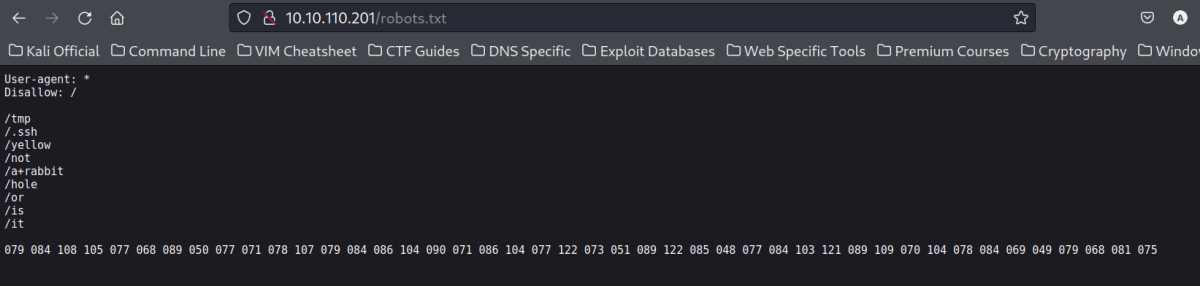 10.10.110.201/robots.txt
Kali Official Command Line VIM Cheatsheet CTF Guides DNS Specific Exploit Databases Web Specific Tools Premium Courses Cryptography Window
User-agent: *
Disallow: /
/tmp
/.ssh
/yellow
/not
/a+rabbit
/hole
/or
/is
/it
079 084 108 105 077 068 089 050 077 071 078 107 079 084 086 104 090 071 086 104 077 122 073 051 089 122 085 048 077 084 103 121 089 109 070 104 078 084 069 049 079 068 081 075